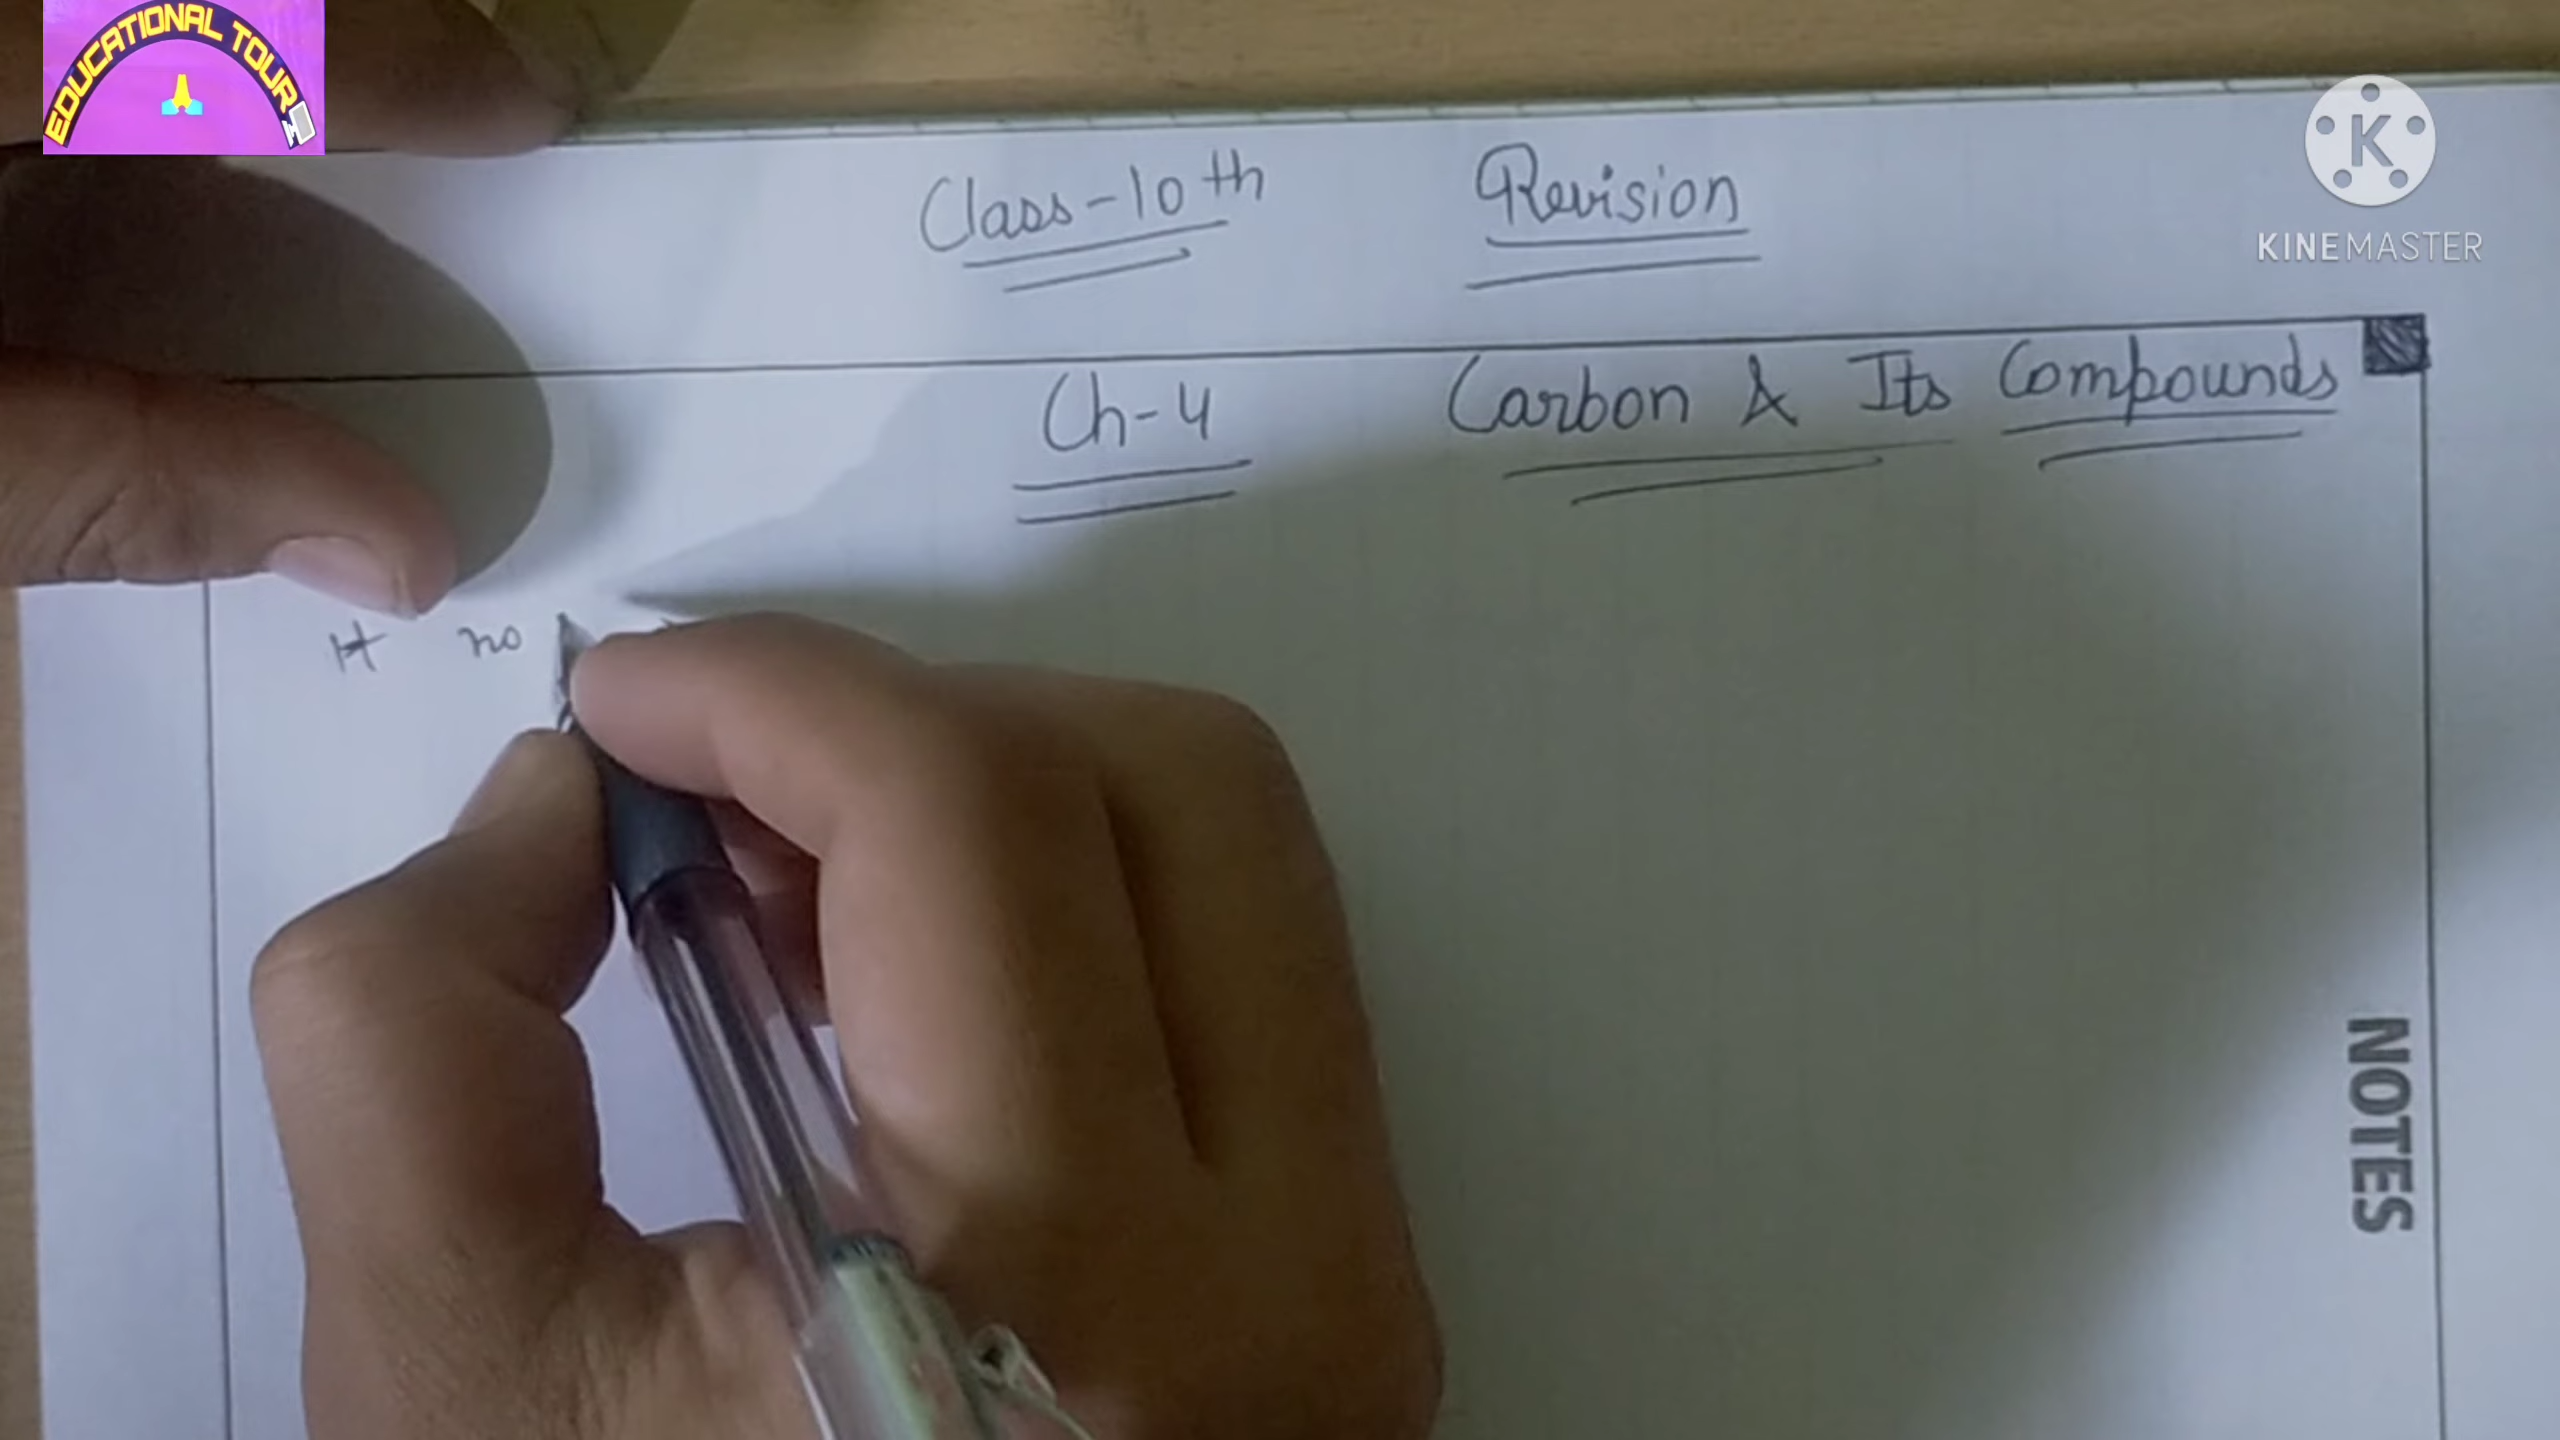 EDUCATIONAL TOUR
K
KINEMASTER
Class-10th Revision
Ch-4 Carbon & Its Compounds
no
NOTES